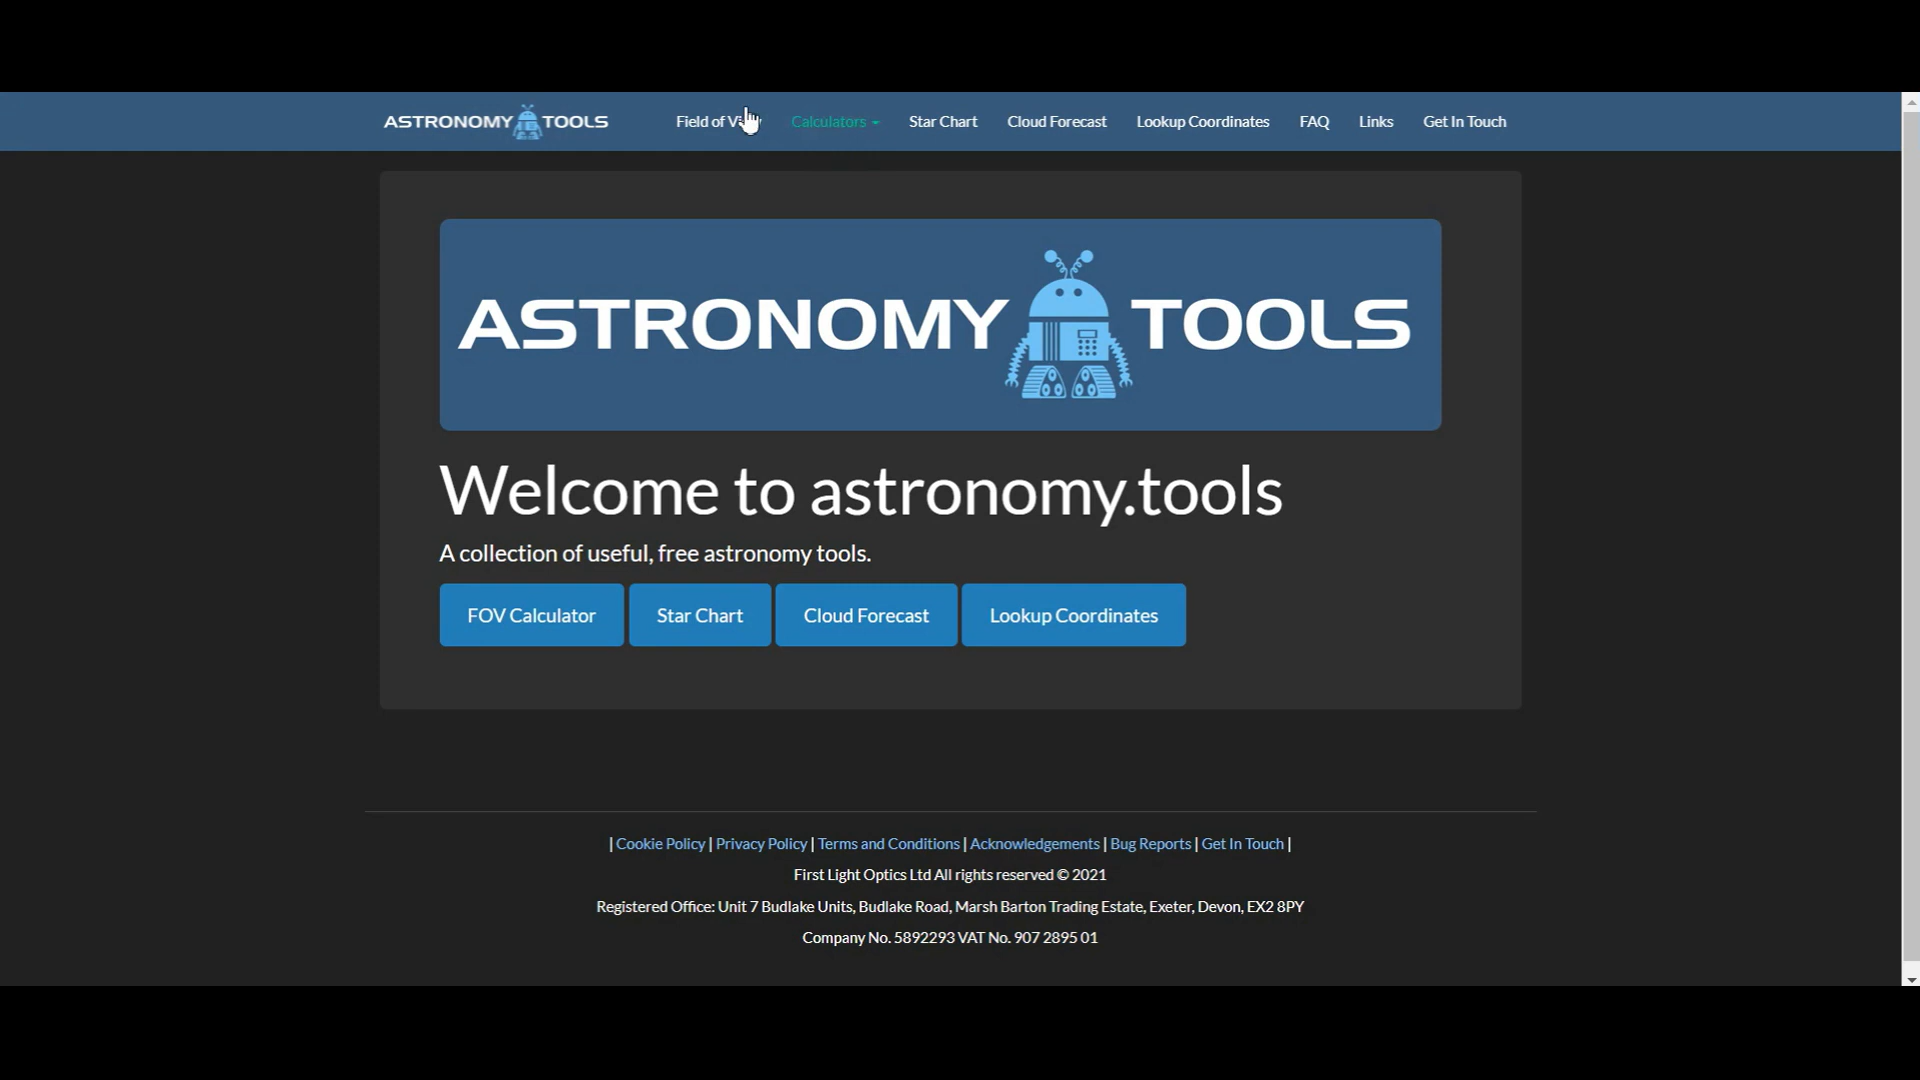 ASTRONOMY TOOLS Field of Calculators Star Chart Cloud Forecast Lookup Coordinates FAQ Links Get In Touch
ASTRONOMY TOOLS
Welcome to astronomy.tools
A collection of useful, free astronomy tools.
FOV Calculator Star Chart Cloud Forecast Lookup Coordinates
| Cookie Policy | Privacy Policy | Terms and Conditions | Acknowledgements | Bug Reports | Get In Touch |
First Light Optics Ltd All rights reserved © 2021
Registered Office: Unit 7 Budlake Units, Budlake Road, Marsh Barton Trading Estate, Exeter, Devon, EX2 8PY
Company No. 5892293 VAT No. 907 2895 01